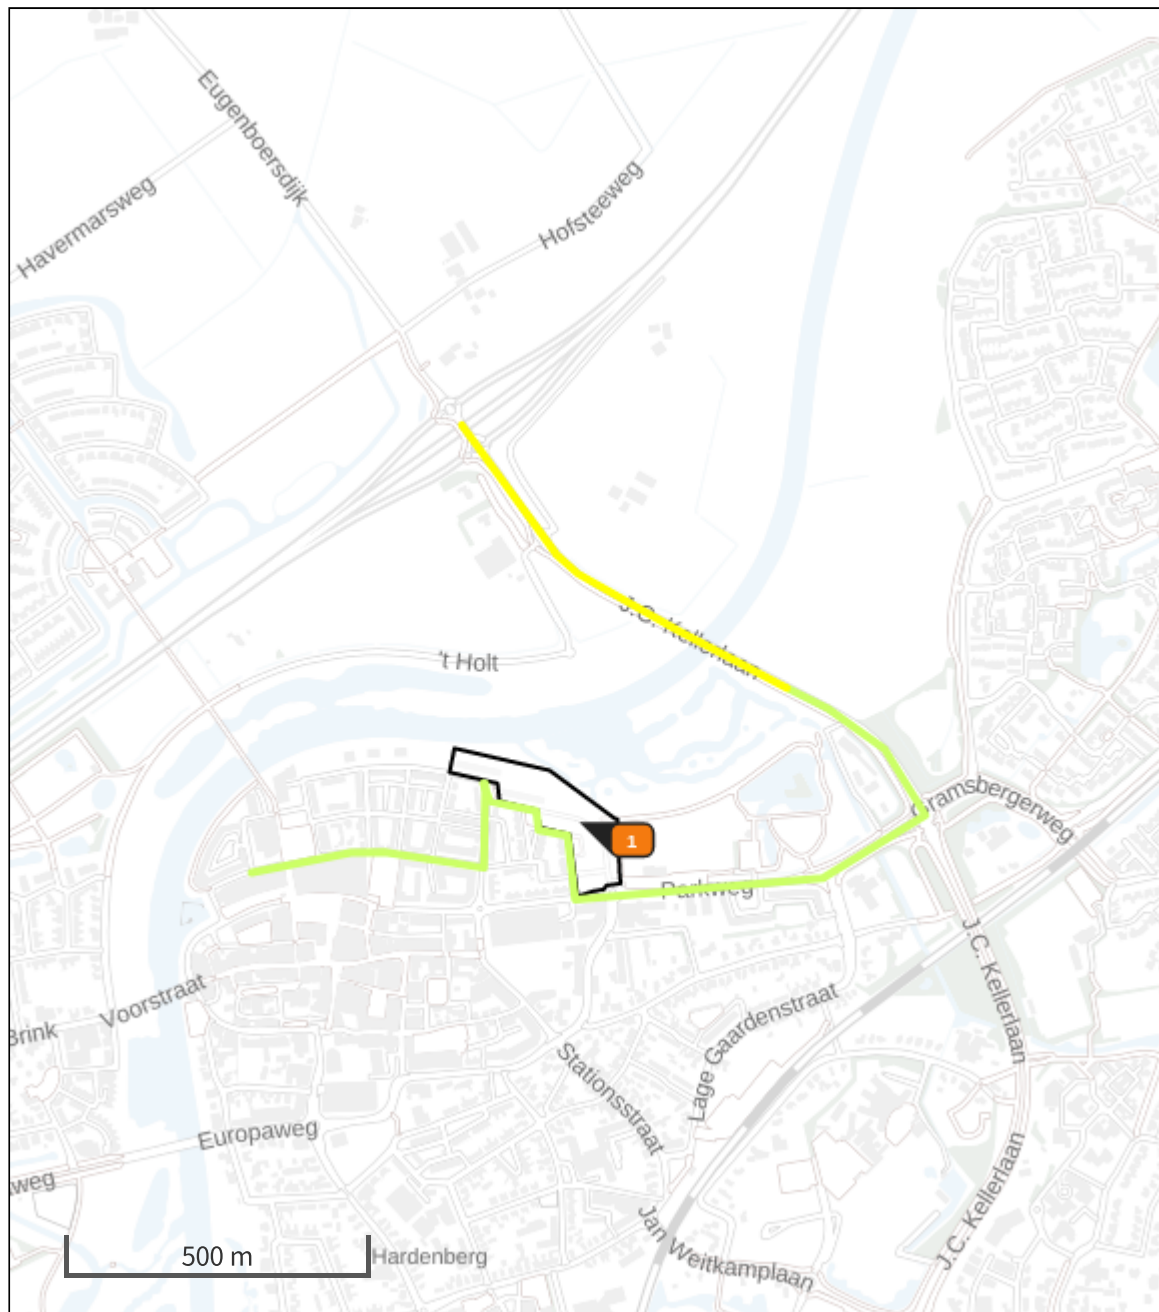 Eugenboersdijk
Havermarsweg
Hofsteeweg
J.C. Kellerlaan
't Holt
Gramsbergerweg
1
Parkweg
J.C. Kellerlaan
Voorstraat
Brink
Lage Gaardenstraat
Stationsstraat
Europaweg
weg
J.C. Kellerlaan
Jan Weitkamplaan
500 m
Hardenberg